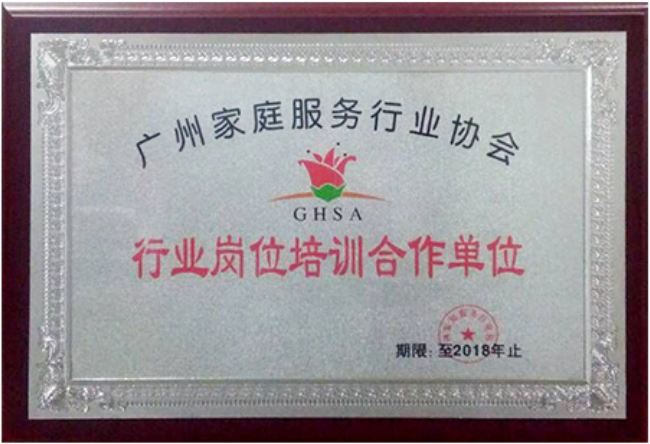 广州家庭服务行业协会
GHSA
行业岗位培训合作单位
期限:至2018年止